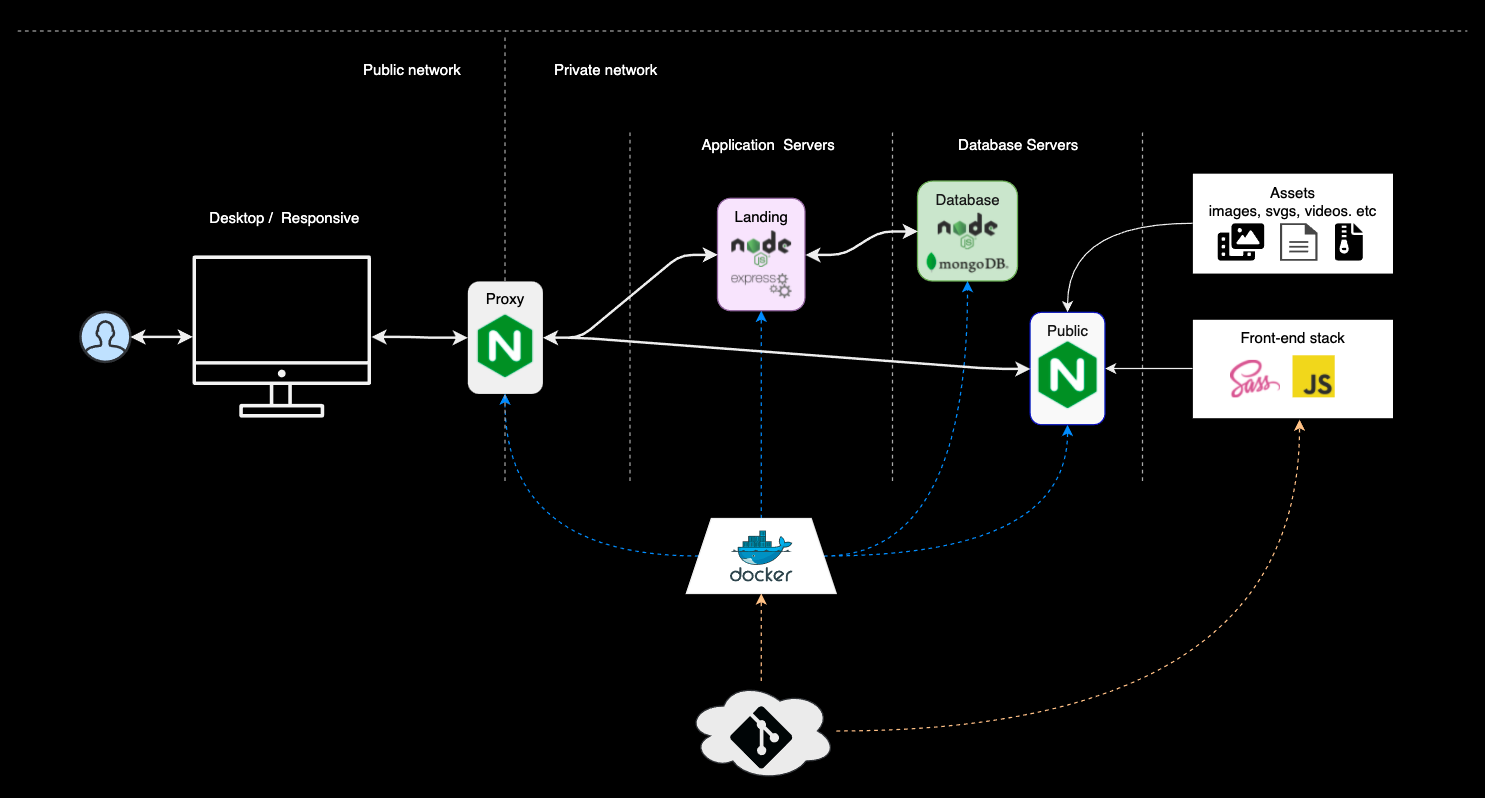 Public network
Private network
Application Servers
Database Servers
Desktop / Responsive
Landing
node
JS
express
Database
node
JS
mongoDB.
Assets
images, svgs, videos. etc
Proxy
N
Public
N
Front-end stack
Sass
JS
docker